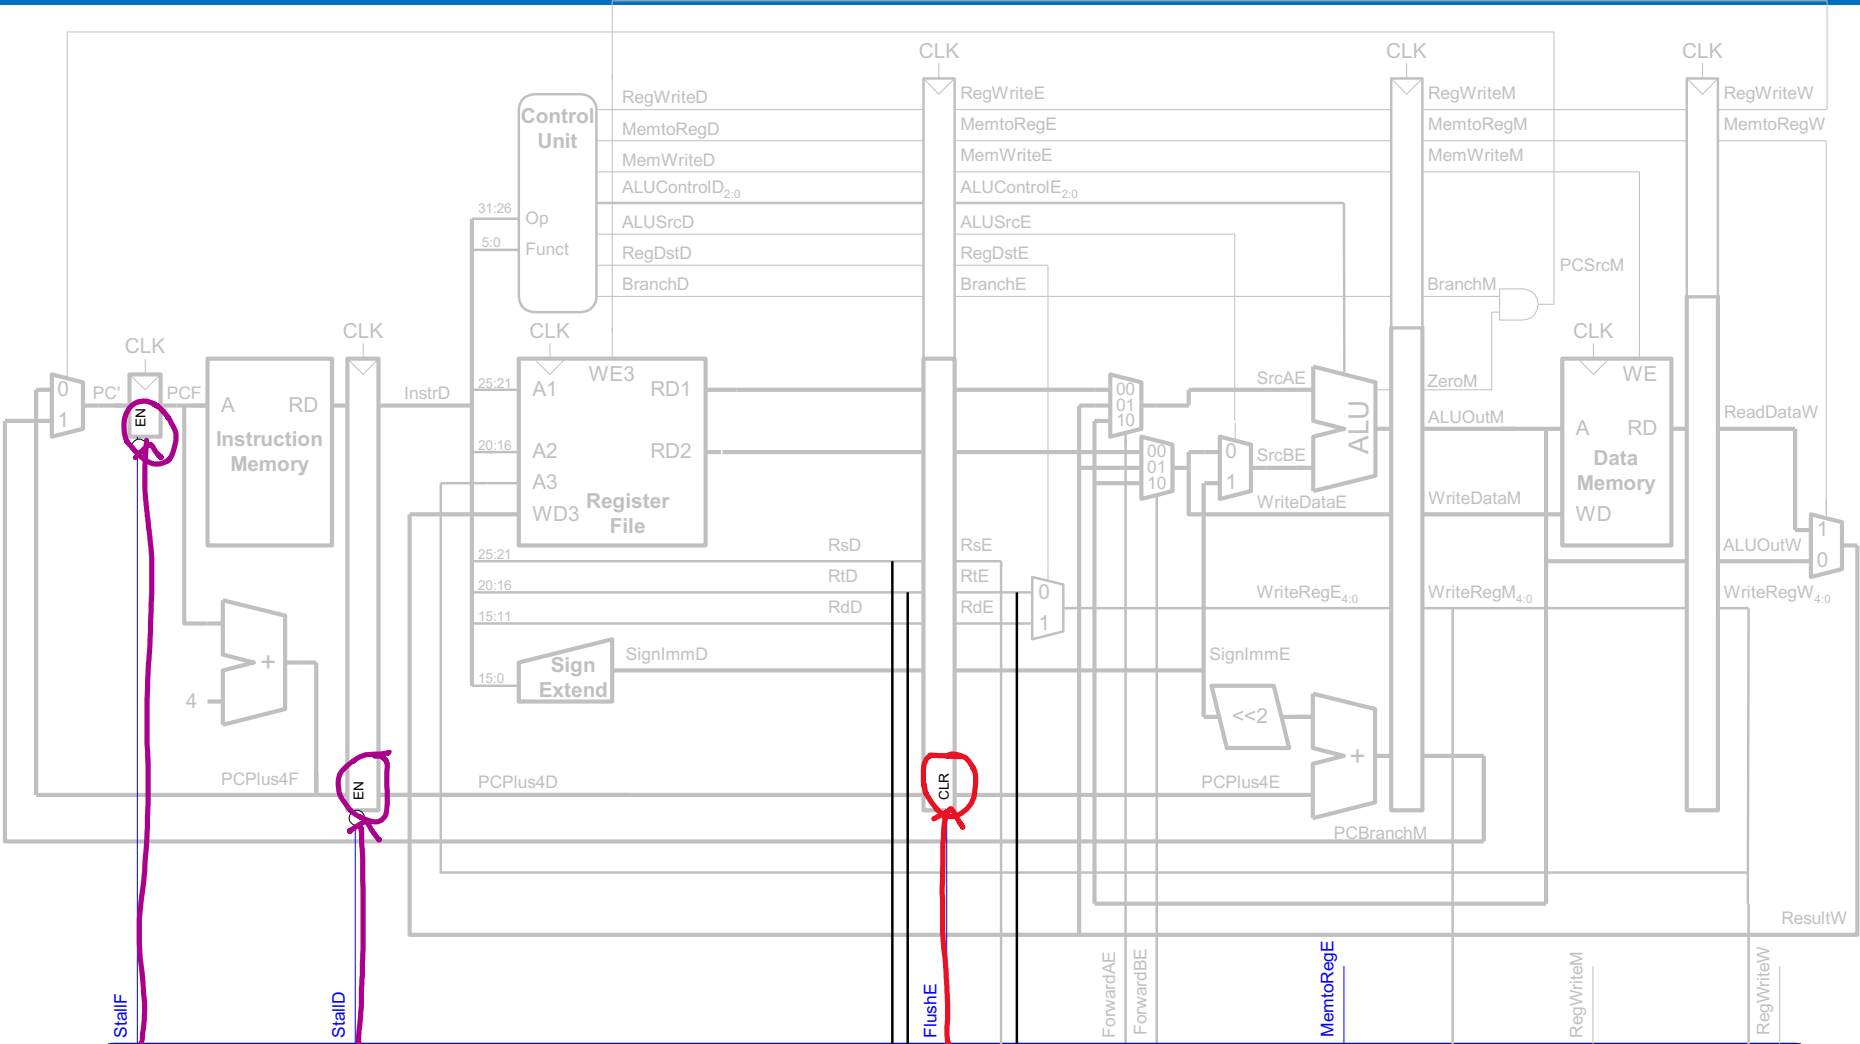 CLK CLK CLK
RegWriteD RegWriteE RegWriteM RegWriteW
Control Unit
MemtoRegD MemtoRegE MemtoRegM MemtoRegW
MemWriteD MemWriteE MemWriteM
ALUControlD2:0 ALUControlE2:0
31:26 Op ALUSrcD ALUSrcE
5:0 Funct RegDstD RegDstE PCSrcM
BranchD BranchE BranchM
CLK CLK CLK CLK
0 PC' PCF A RD InstrD 25:21 A1 WE3 RD1 00 SrcAE ZeroM WE
1 EN Instruction Memory 01 ALU ALUOutM ReadDataW
10
20:16 A2 RD2 00 0 SrcBE A RD
01 Data Memory
A3 10 1
WD3 Register File WriteDataE WriteDataM WD
25:21 RsD RsE ALUOutW 1
0
20:16 RtD RtE 0 WriteRegE4:0 WriteRegM4:0 WriteRegW4:0
15:11 RdD RdE 1
+ Sign Extend SignImmD SignImmE
4 15:0 <<2
+
PCPlus4F EN PCPlus4D CLR PCPlus4E
PCBranchM
ResultW
StallF StallD FlushE ForwardAE ForwardBE MemtoRegE RegWriteM RegWriteW